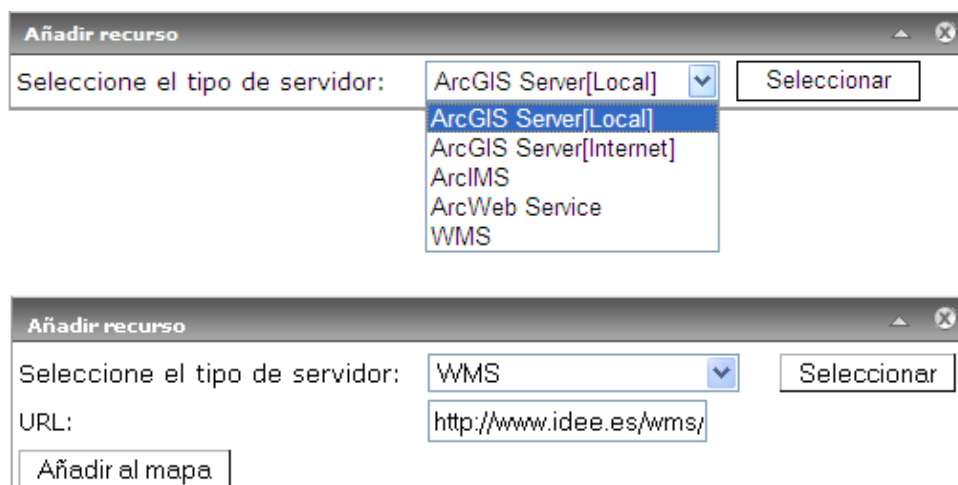 Añadir recurso
Seleccione el tipo de servidor: ArcGIS Server[Local] Seleccionar
ArcGIS Server[Local]
ArcGIS Server[Internet]
ArcIMS
ArcWeb Service
WMS
Añadir recurso
Seleccione el tipo de servidor: WMS Seleccionar
URL: http://www.idee.es/wms/
Añadir al mapa